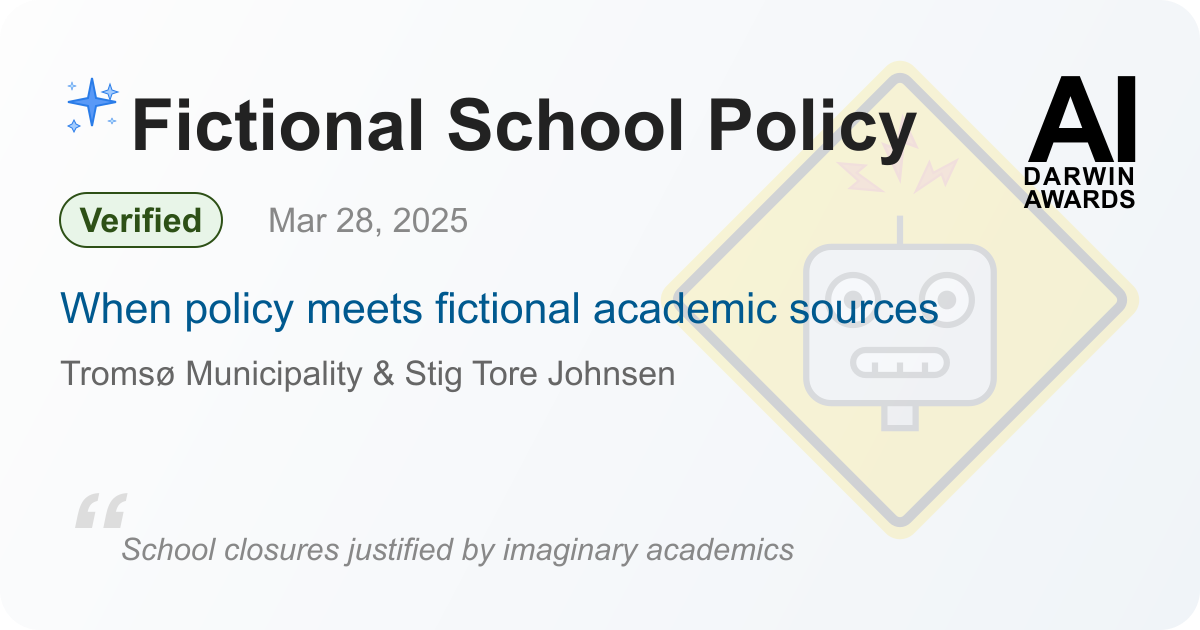 Fictional School Policy
AI
DARWIN
AWARDS
Verified
Mar 28, 2025
When policy meets fictional academic sources
Tromsø Municipality & Stig Tore Johnsen
“
School closures justified by imaginary academics